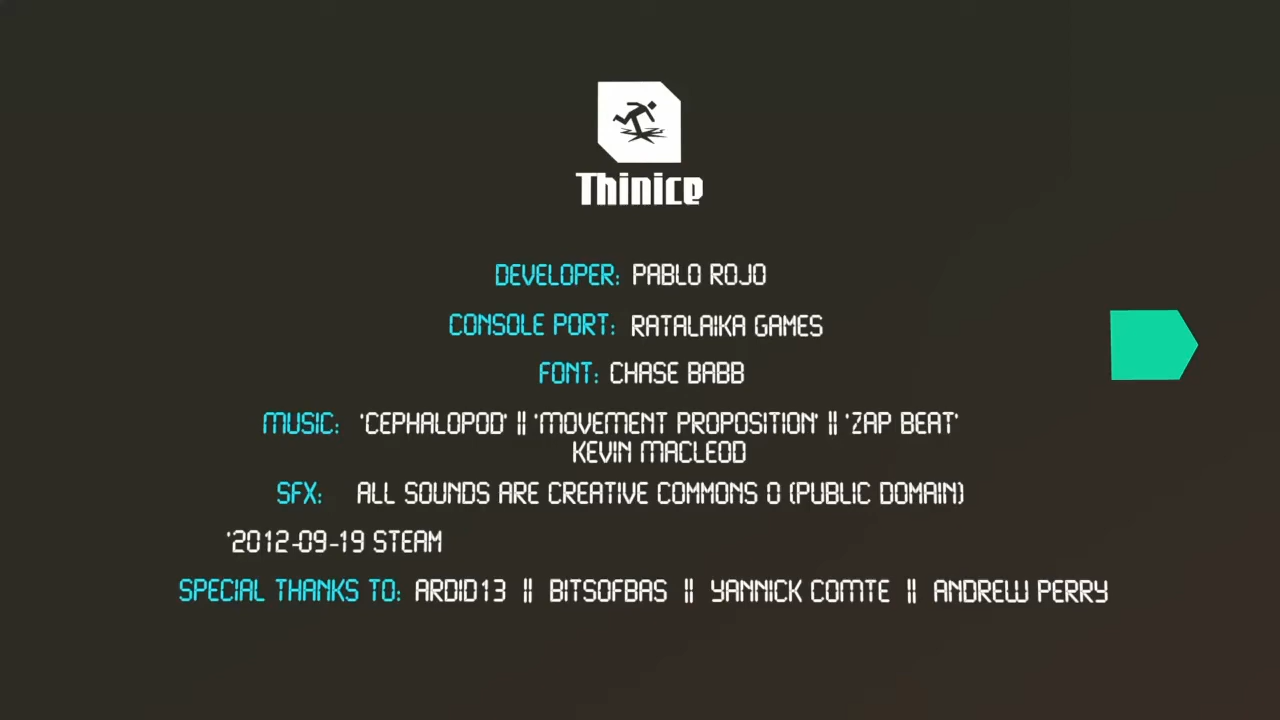 Thinice
DEVELOPER: PABLO ROJO
CONSOLE PORT: RATALAIKA GAMES
FONT: CHASE BABB
MUSIC: 'CEPHALOPOD' || 'MOVEMENT PROPOSITION' || 'ZAP BEAT'
KEVIN MACLEOD
SFX: ALL SOUNDS ARE CREATIVE COMMONS 0 (PUBLIC DOMAIN)
'2012-09-19 STEAM
SPECIAL THANKS TO: ARDID13 || BITSOFBAS || YANNICK COMTE || ANDREW PERRY